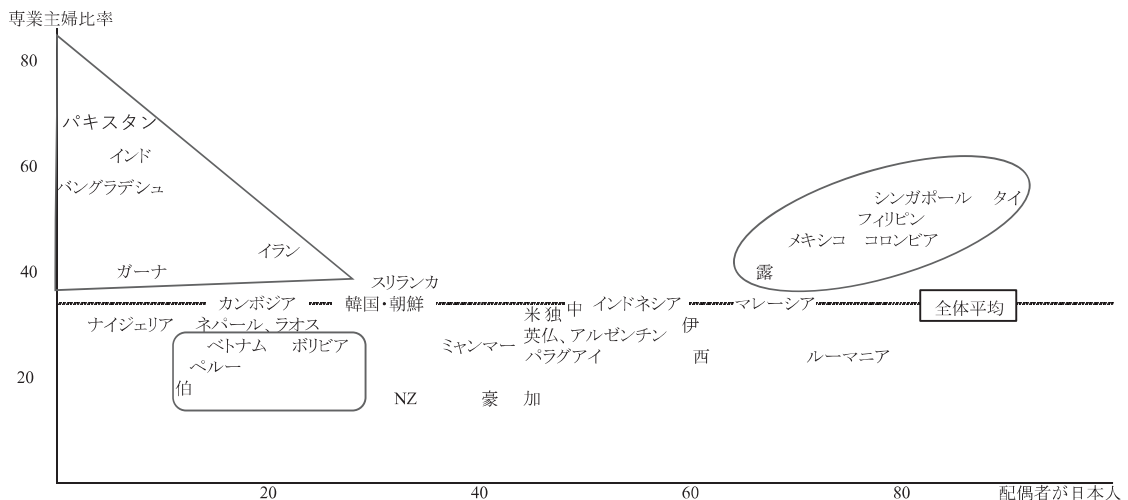 専業主婦比率
80
パキスタン
インド
60
バングラデシュ
シンガポール タイ
フィリピン
メキシコ コロンビア
イラン
40
ガーナ
露
スリランカ
カンボジア 韓国・朝鮮 インドネシア マレーシア 全体平均
米 独 中
ナイジェリア ネパール、ラオス 伊
英仏、アルゼンチン
ベトナム ボリビア ミャンマー
パラグアイ 西 ルーマニア
ペルー
20
伯
NZ 豪 加
20 40 60 80 配偶者が日本人